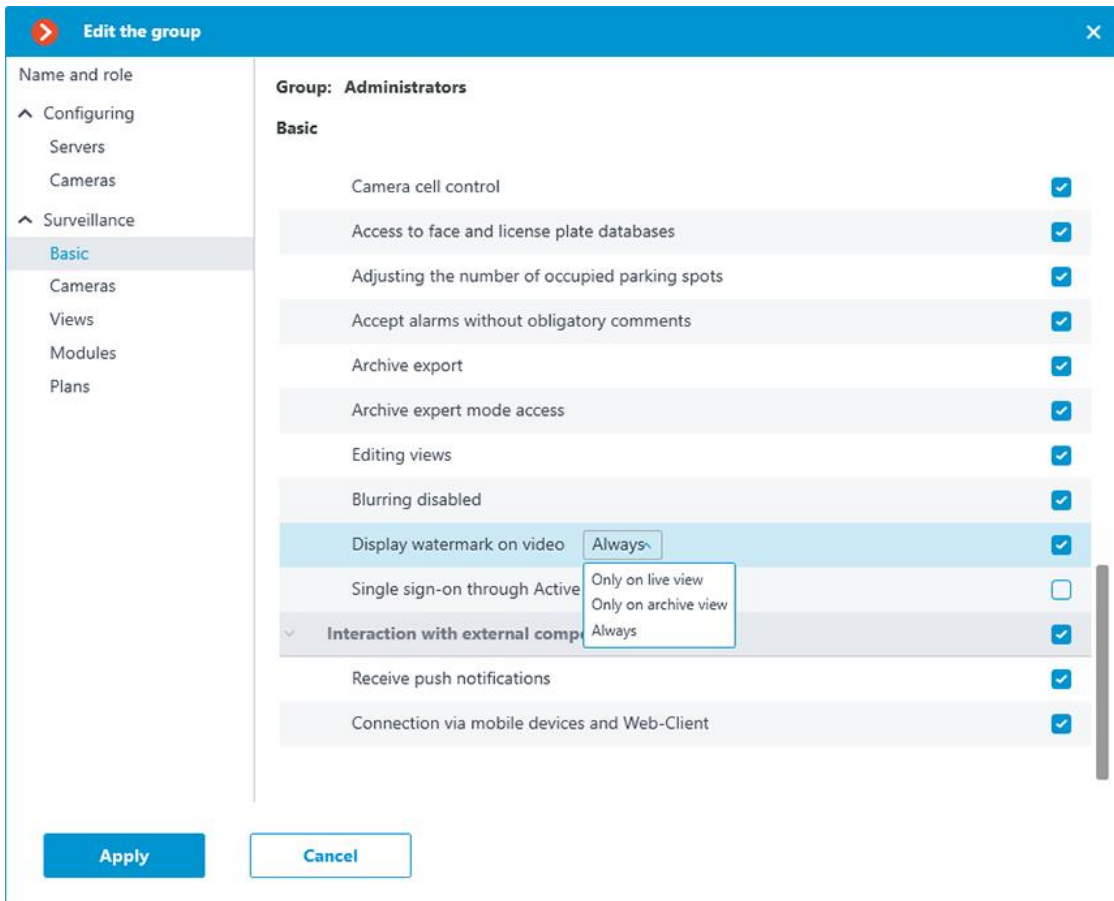 Edit the group
Name and role
Configuring
Servers
Cameras
Surveillance
Basic
Cameras
Views
Modules
Plans
Group: Administrators
Basic
Camera cell control
Access to face and license plate databases
Adjusting the number of occupied parking spots
Accept alarms without obligatory comments
Archive export
Archive expert mode access
Editing views
Blurring disabled
Display watermark on video Always
Only on live view
Only on archive view
Always
Single sign-on through Active
Interaction with external
Receive push notifications
Connection via mobile devices and Web-Client
Apply
Cancel